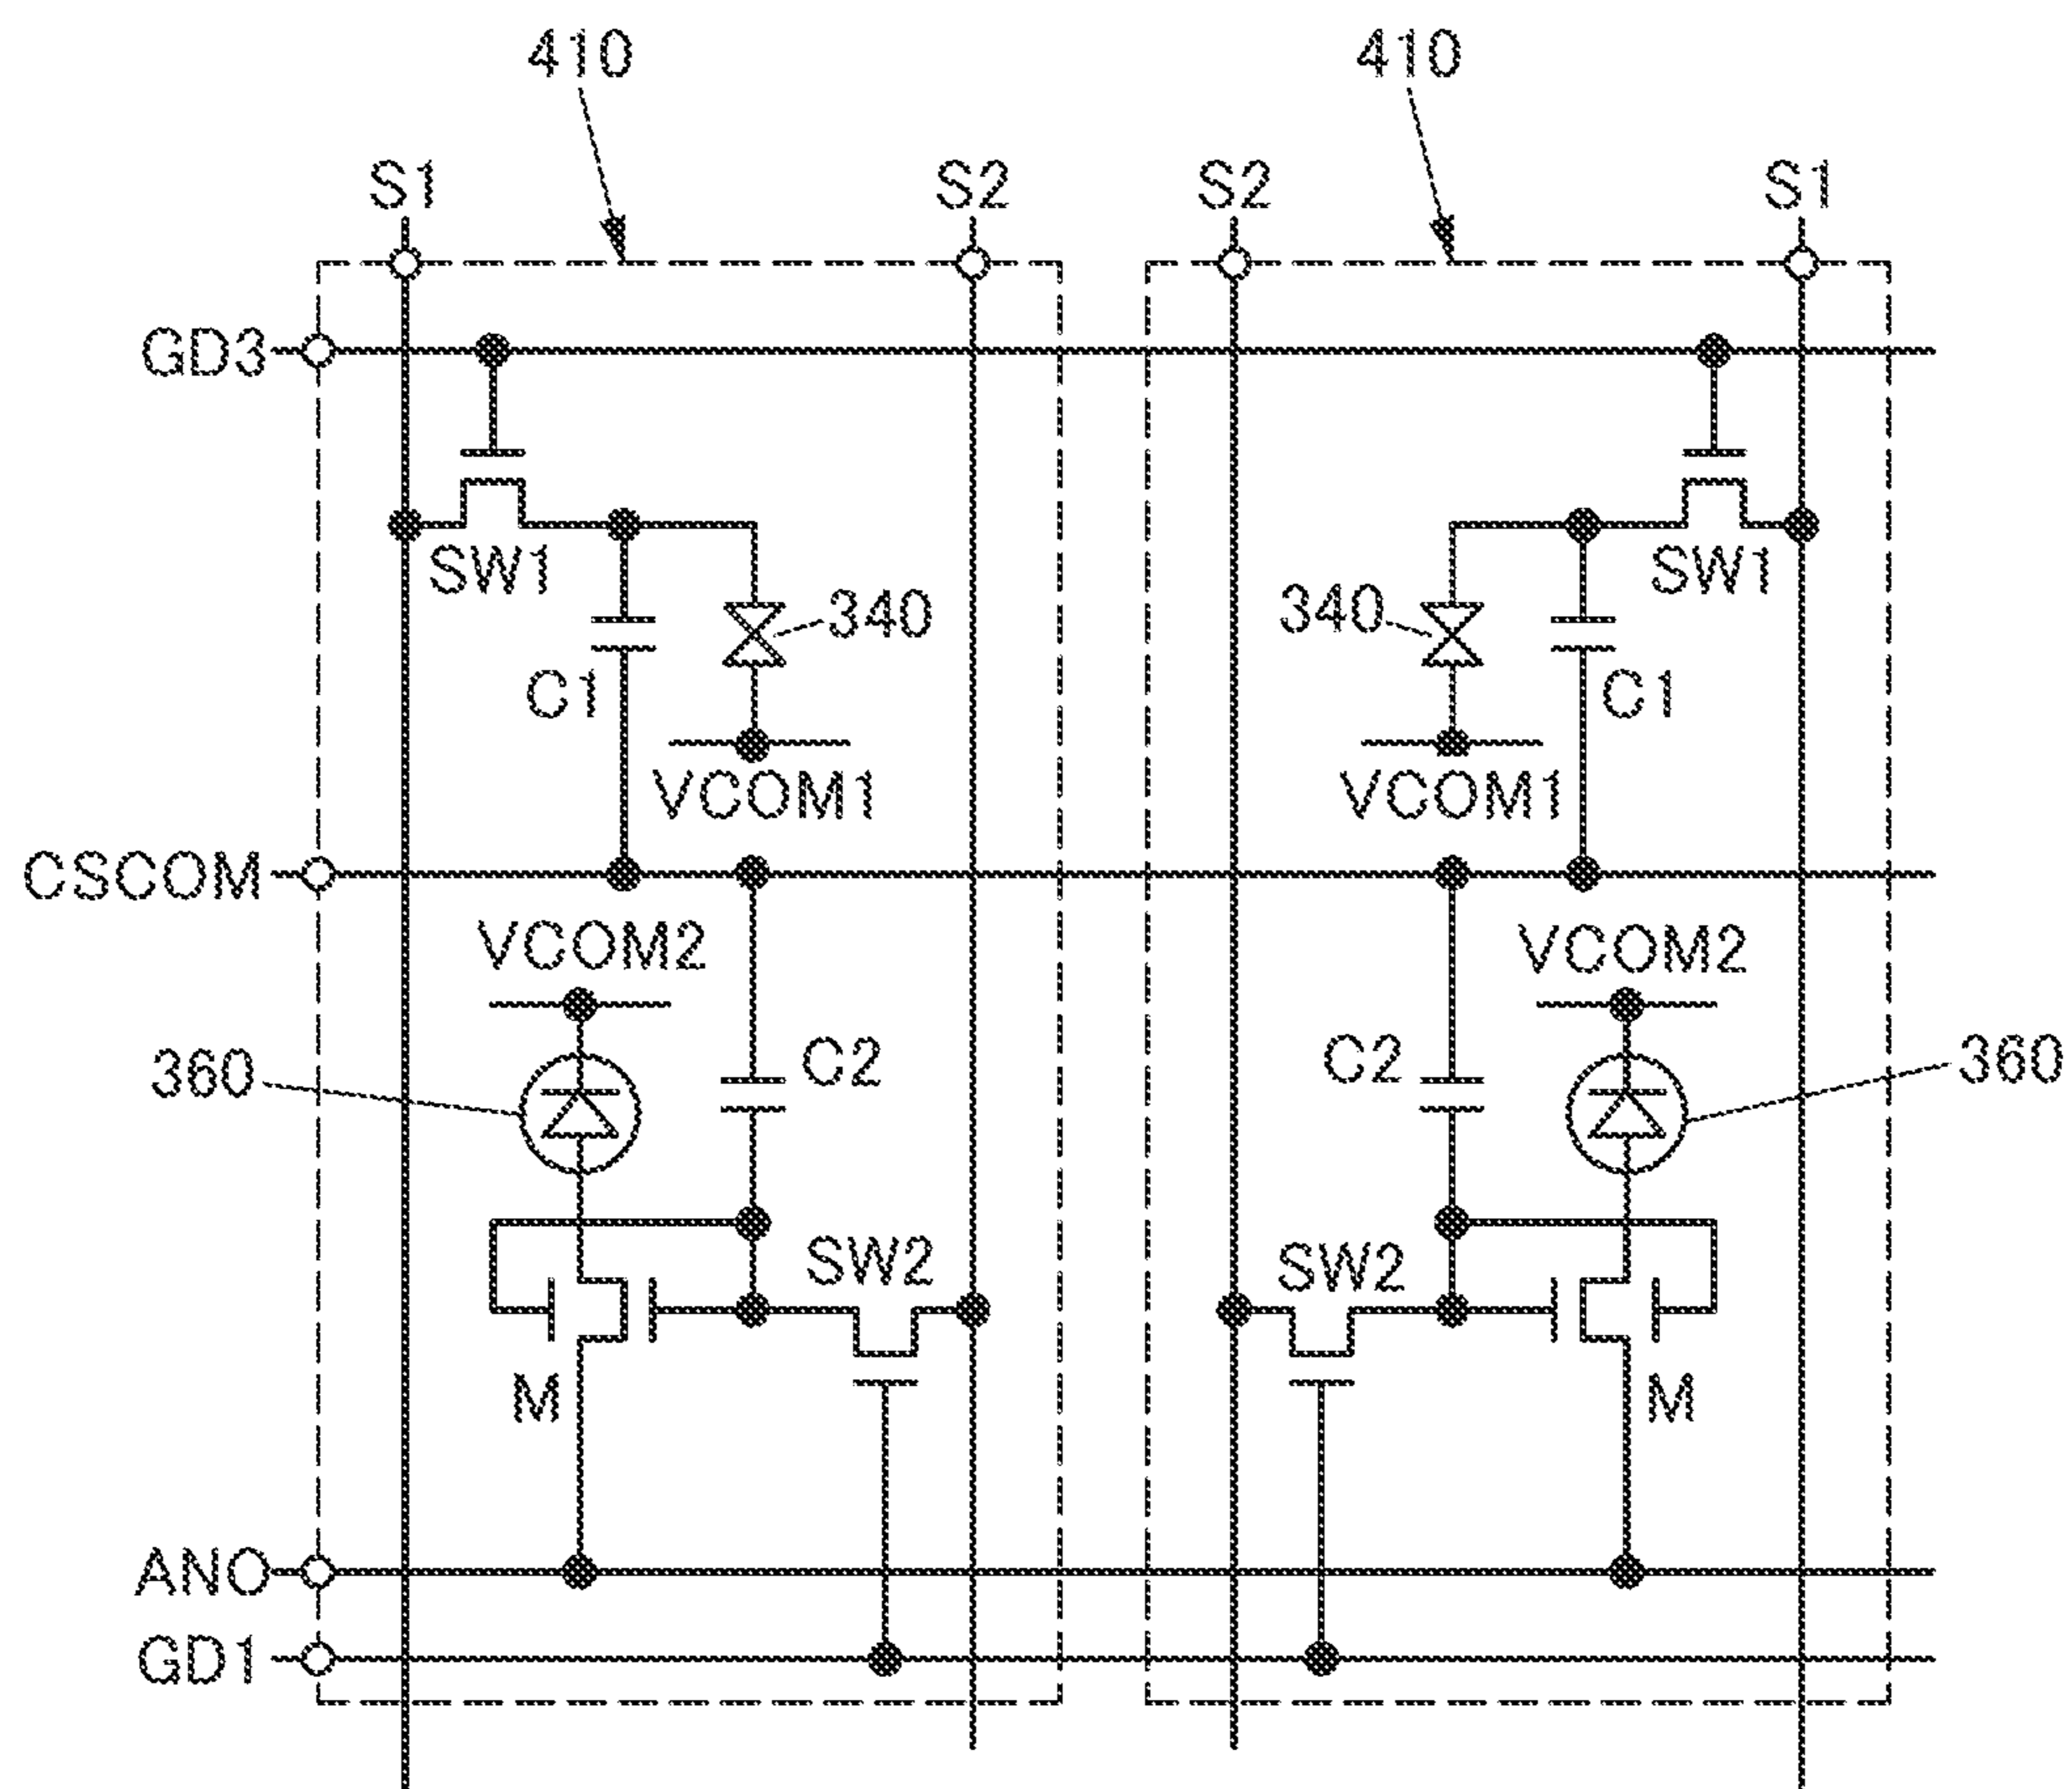 410 410
S1 S2 S2 S1
GD3
SW1 SW1
340 340
C1 C1
VCOM1 VCOM1
CSCOM
VCOM2 VCOM2
360 C2 C2 360
SW2 SW2
M M
ANO
GD1